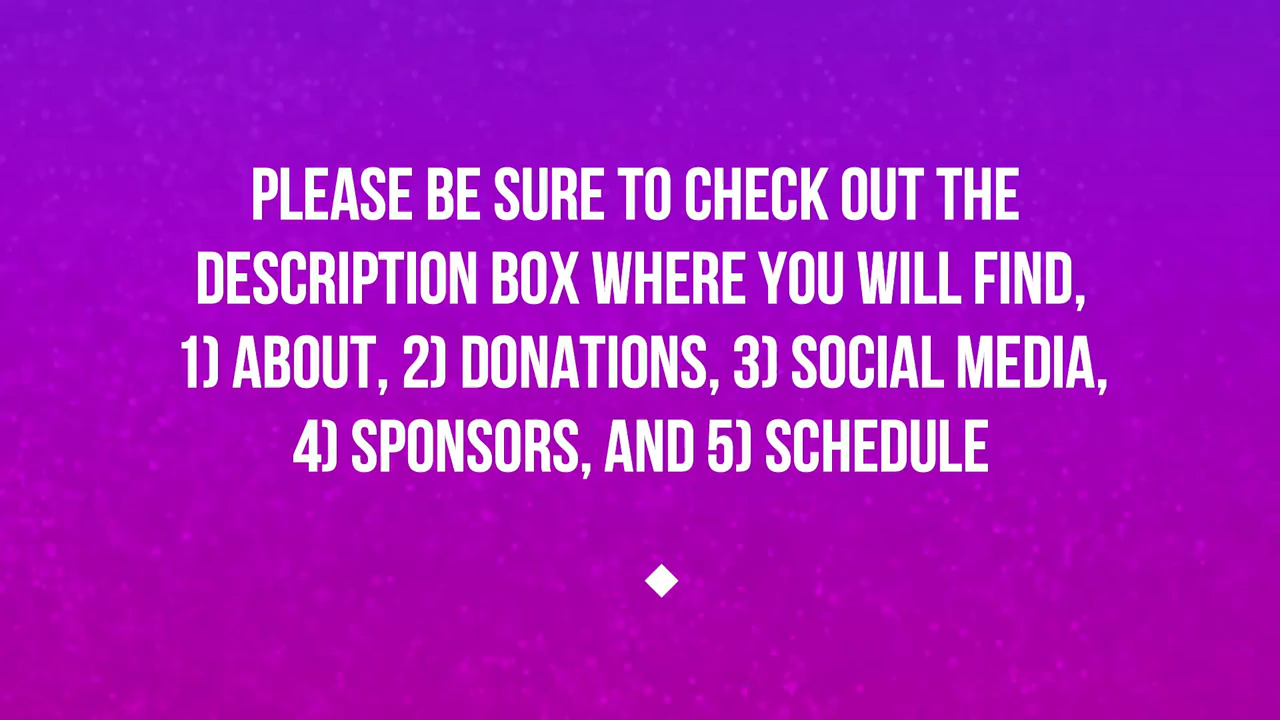 PLEASE BE SURE TO CHECK OUT THE
DESCRIPTION BOX WHERE YOU WILL FIND,
1) ABOUT, 2) DONATIONS, 3) SOCIAL MEDIA,
4) SPONSORS, AND 5) SCHEDULE